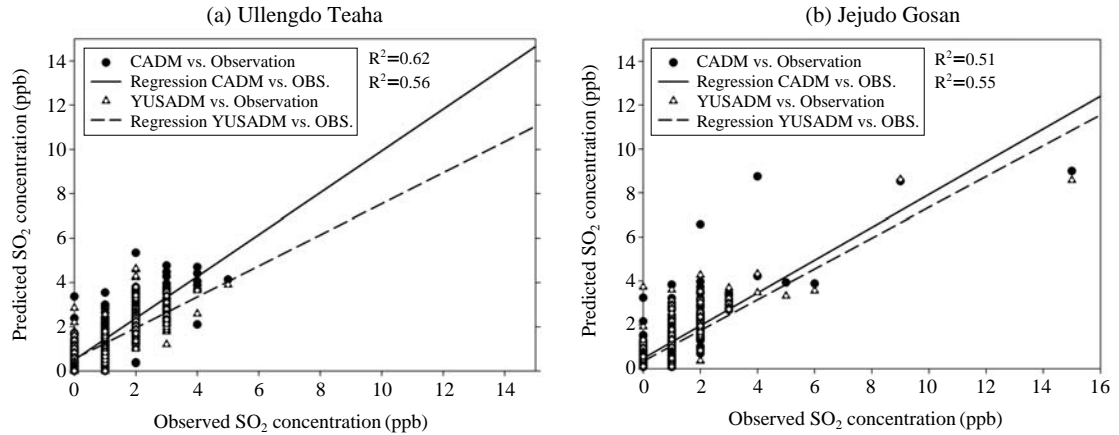 (a) Ullengdo Teaha
14
12
10
8
6
4
2
0
Predicted SO2 concentration (ppb)
CADM vs. Observation
Regression CADM vs. OBS.
YUSADM vs. Observation
Regression YUSADM vs. OBS.
R²=0.62
R²=0.56
0 2 4 6 8 10 12 14
Observed SO2 concentration (ppb)
(b) Jejudo Gosan
14
12
10
8
6
4
2
0
Predicted SO2 concentration (ppb)
CADM vs. Observation
Regression CADM vs. OBS.
YUSADM vs. Observation
Regression YUSADM vs. OBS.
R²=0.51
R²=0.55
0 2 4 6 8 10 12 14 16
Observed SO2 concentration (ppb)